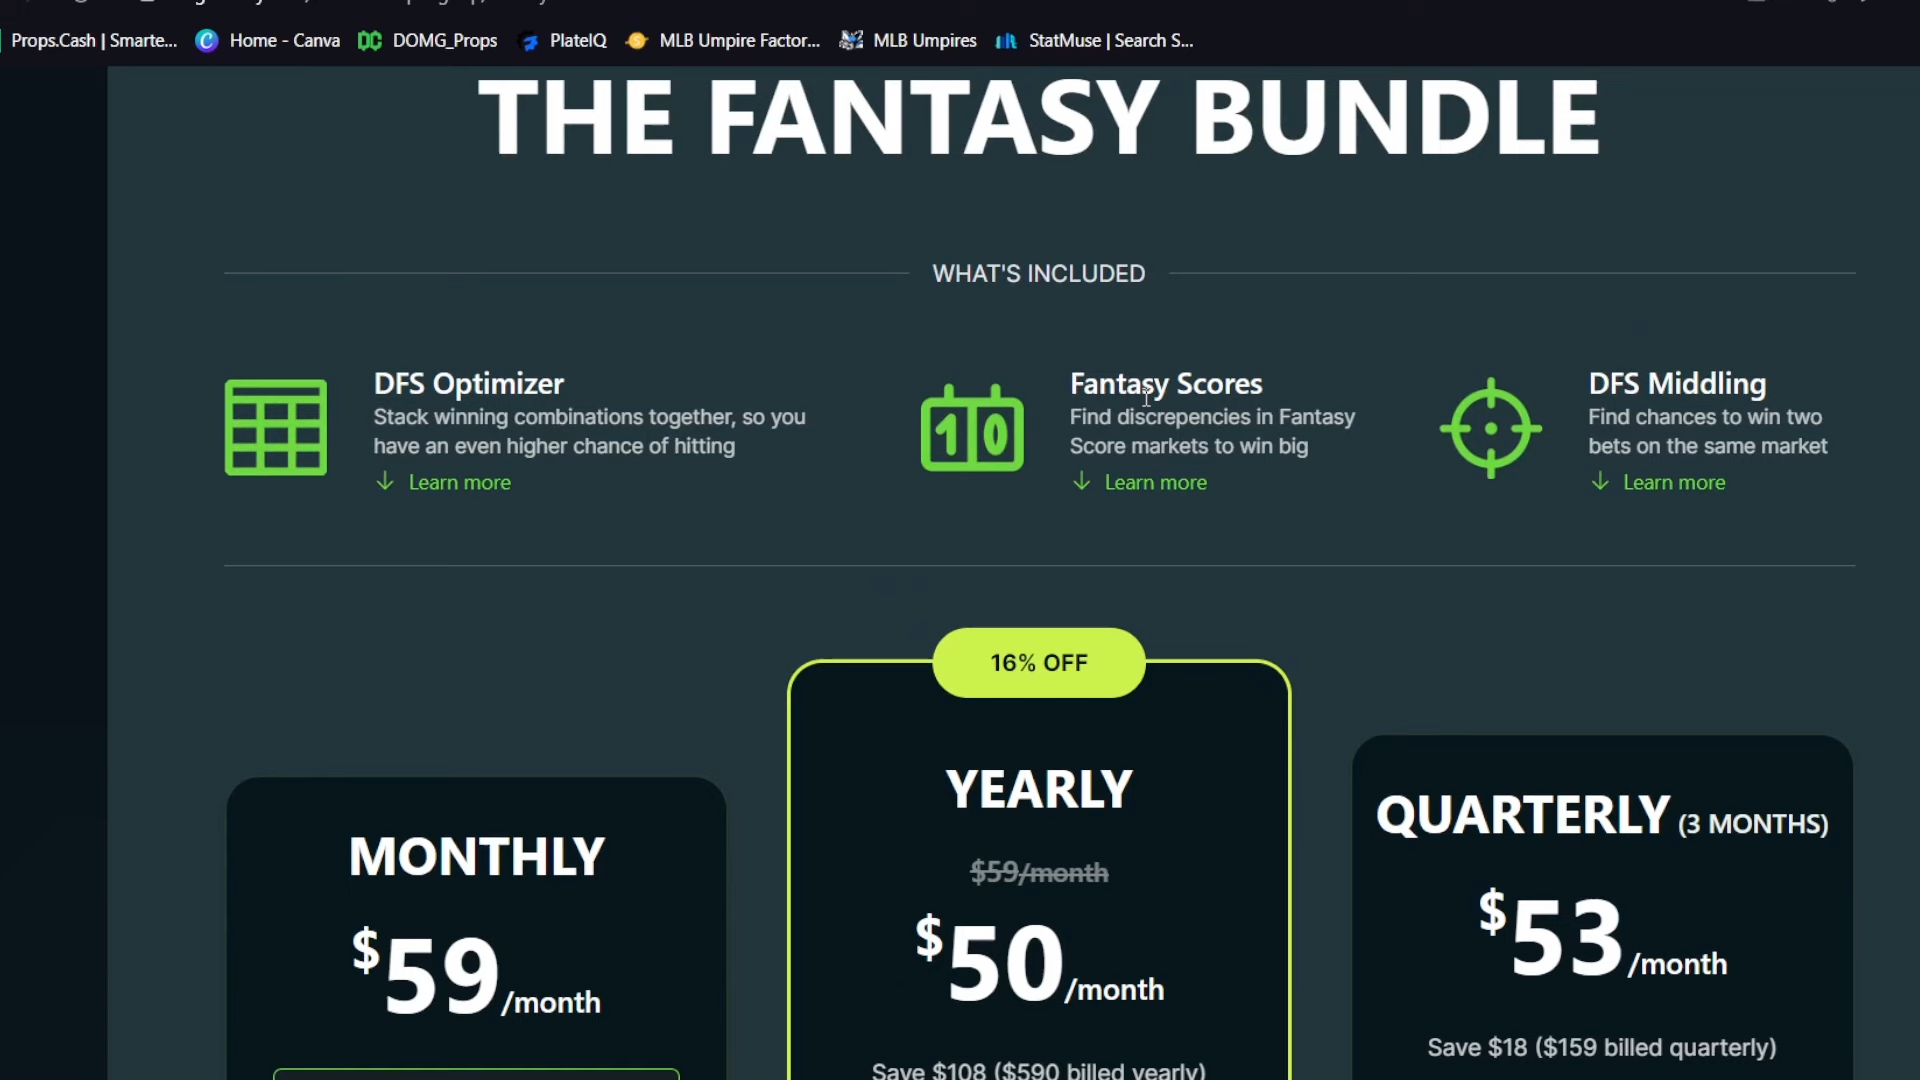 Props.Cash | Smarte... Home - Canva DOMG_Props PlateIQ MLB Umpire Factor... MLB Umpires StatMuse | Search S...
THE FANTASY BUNDLE
WHAT'S INCLUDED
DFS Optimizer
Stack winning combinations together, so you
have an even higher chance of hitting
↓ Learn more
10
Fantasy Scores
Find discrepencies in Fantasy
Score markets to win big
↓ Learn more
DFS Middling
Find chances to win two
bets on the same market
↓ Learn more
MONTHLY
$59/month
16% OFF
YEARLY
$59/month
$50/month
Save $108 ($590 billed yearly)
QUARTERLY (3 MONTHS)
$53/month
Save $18 ($159 billed quarterly)